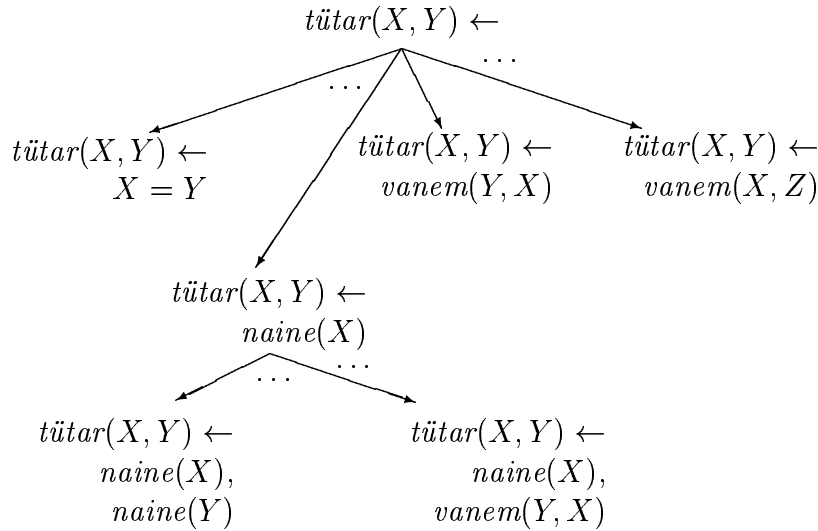 tütar(X, Y) ←
...
...
tütar(X, Y) ←
X = Y
tütar(X, Y) ←
vanem(Y, X)
tütar(X, Y) ←
vanem(X, Z)
tütar(X, Y) ←
naine(X)
...
...
tütar(X, Y) ←
naine(X),
naine(Y)
tütar(X, Y) ←
naine(X),
vanem(Y, X)